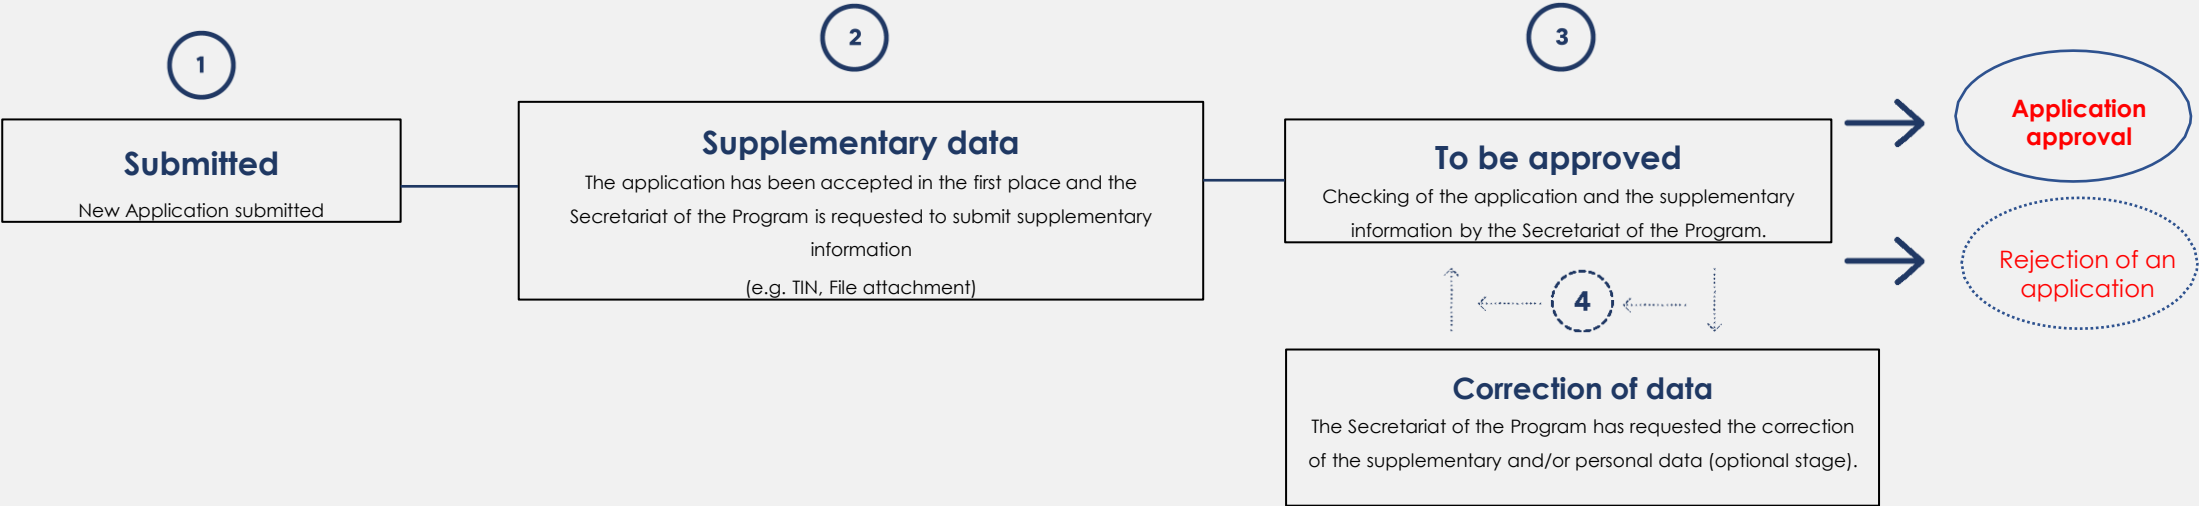 1
Submitted
New Application submitted
2
Supplementary data
The application has been accepted in the first place and the
Secretariat of the Program is requested to submit supplementary
information
(e.g. TIN, File attachment)
3
To be approved
Checking of the application and the supplementary
information by the Secretariat of the Program.
4
Correction of data
The Secretariat of the Program has requested the correction
of the supplementary and/or personal data (optional stage).
Application
approval
Rejection of an
application